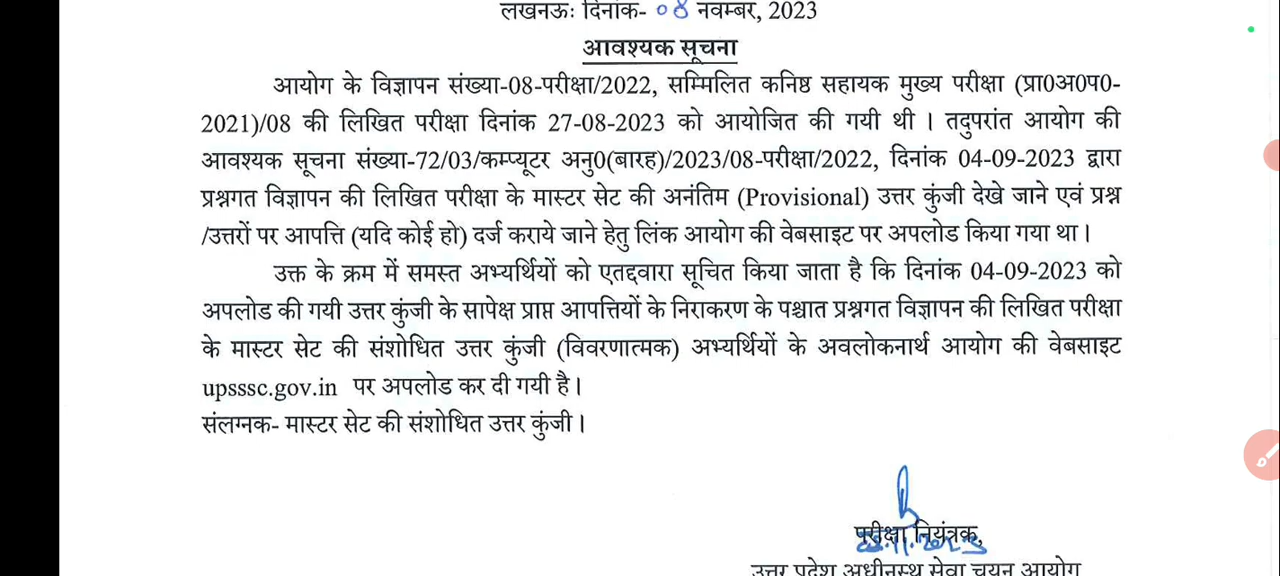 लखनऊः दिनांक- 08 नवम्बर, 2023
आवश्यक सूचना
आयोग के विज्ञापन संख्या-08-परीक्षा/2022, सम्मिलित कनिष्ठ सहायक मुख्य परीक्षा (प्रा0अ0प0-
2021)/08 की लिखित परीक्षा दिनांक 27-08-2023 को आयोजित की गयी थी । तदुपरांत आयोग की
आवश्यक सूचना संख्या-72/03/कम्प्यूटर अनु0(बारह)/2023/08-परीक्षा/2022, दिनांक 04-09-2023 द्वारा
प्रश्नगत विज्ञापन की लिखित परीक्षा के मास्टर सेट की अनंतिम (Provisional) उत्तर कुंजी देखे जाने एवं प्रश्न
/उत्तरों पर आपत्ति (यदि कोई हो) दर्ज कराये जाने हेतु लिंक आयोग की वेबसाइट पर अपलोड किया गया था।
उक्त के क्रम में समस्त अभ्यर्थियों को एतद्दवारा सूचित किया जाता है कि दिनांक 04-09-2023 को
अपलोड की गयी उत्तर कुंजी के सापेक्ष प्राप्त आपत्तियों के निराकरण के पश्चात प्रश्नगत विज्ञापन की लिखित परीक्षा
के मास्टर सेट की संशोधित उत्तर कुंजी (विवरणात्मक) अभ्यर्थियों के अवलोकनार्थ आयोग की वेबसाइट
upsssc.gov.in पर अपलोड कर दी गयी है।
संलग्नक- मास्टर सेट की संशोधित उत्तर कुंजी।
परीक्षा नियंत्रक,
उत्तर प्रदेश अधीनस्थ सेवा चयन आयोग